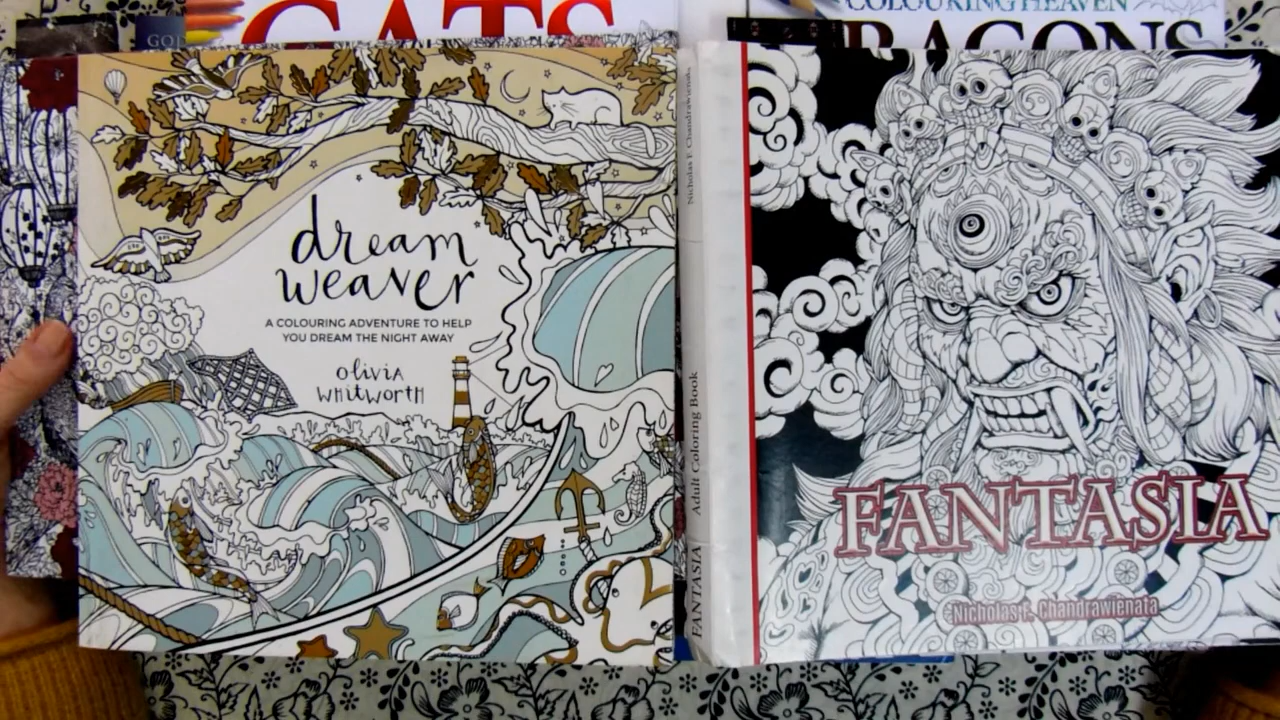 CATS
COLOURING HEAVEN
DRAGONS
dream
weaver
A COLOURING ADVENTURE TO HELP
YOU DREAM THE NIGHT AWAY
olivia
WHITWORTH
FANTASIA Adult Coloring Book Nicholas F. Chandrawienata
FANTASIA
Nicholas F. Chandrawienata